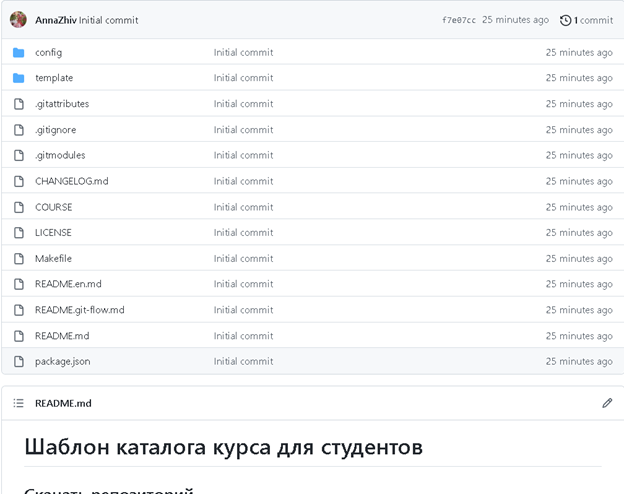 AnnaZhiv Initial commit f7e07cc 25 minutes ago 1 commit
config Initial commit 25 minutes ago
template Initial commit 25 minutes ago
.gitattributes Initial commit 25 minutes ago
.gitignore Initial commit 25 minutes ago
.gitmodules Initial commit 25 minutes ago
CHANGELOG.md Initial commit 25 minutes ago
COURSE Initial commit 25 minutes ago
LICENSE Initial commit 25 minutes ago
Makefile Initial commit 25 minutes ago
README.en.md Initial commit 25 minutes ago
README.git-flow.md Initial commit 25 minutes ago
README.md Initial commit 25 minutes ago
package.json Initial commit 25 minutes ago
README.md
Шаблон каталога курса для студентов
Скачать репозиторий